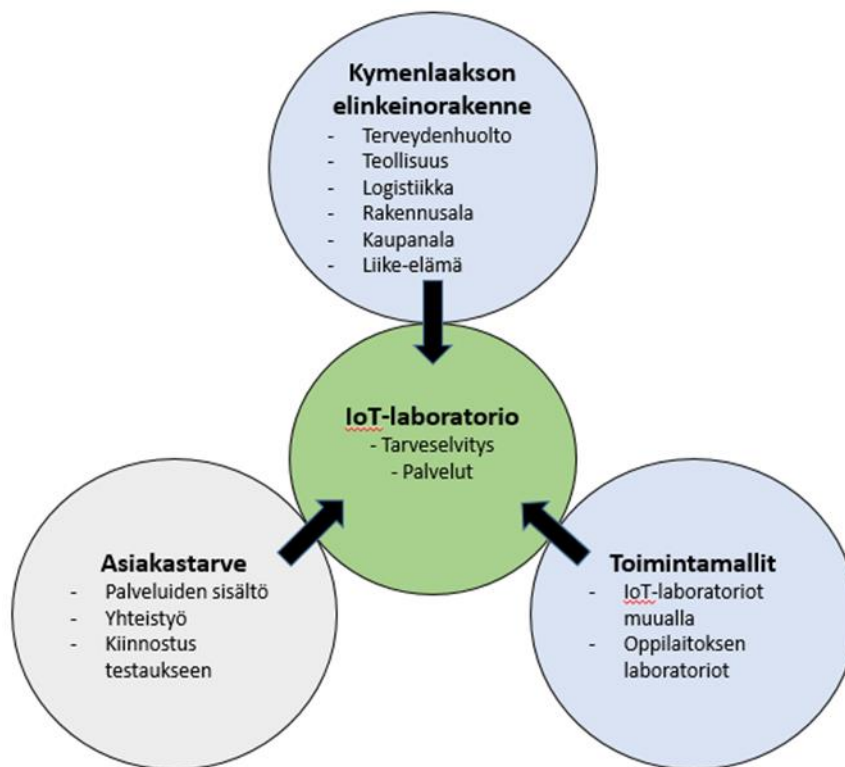 Kymenlaakson
elinkeinorakenne
- Terveydenhuolto
- Teollisuus
- Logistiikka
- Rakennusala
- Kaupanala
- Liike-elämä
IoT-laboratorio
- Tarveselvitys
- Palvelut
Asiakastarve
- Palveluiden sisältö
- Yhteistyö
- Kiinnostus
testaukseen
Toimintamallit
- IoT-laboratoriot
muualla
- Oppilaitoksen
laboratoriot